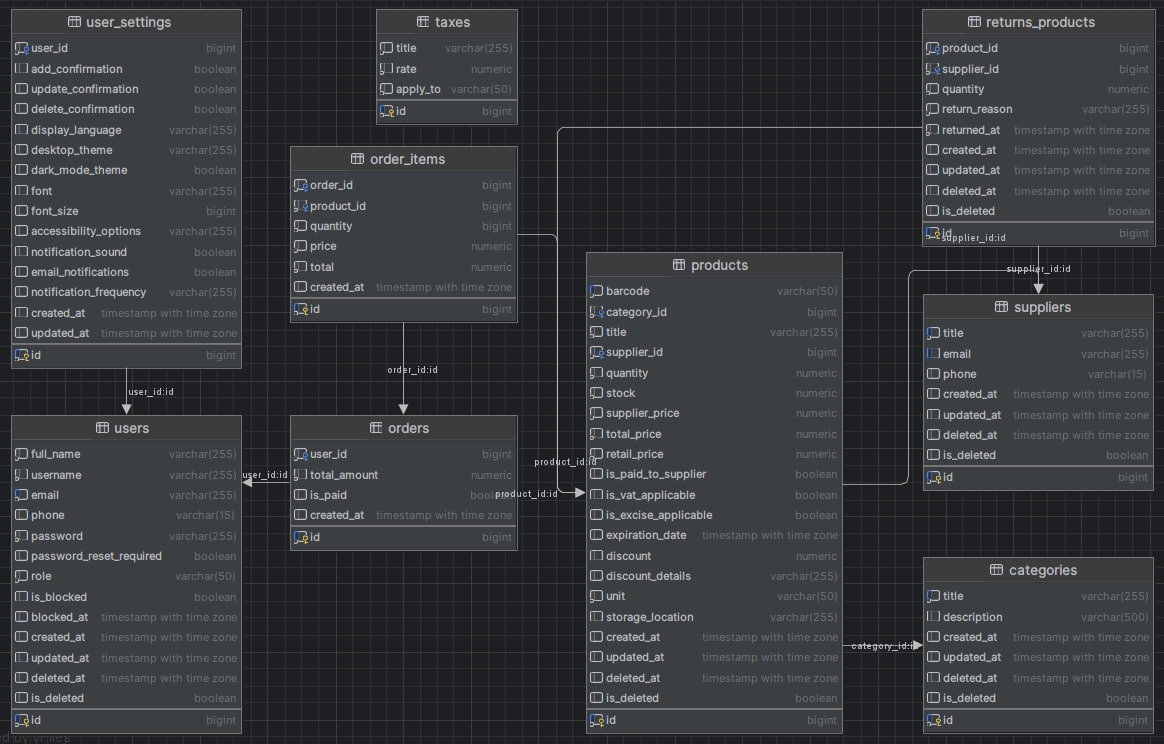 user_settings
user_id bigint
add_confirmation boolean
update_confirmation boolean
delete_confirmation boolean
display_language varchar(255)
desktop_theme varchar(255)
dark_mode_theme boolean
font varchar(255)
font_size bigint
accessibility_options varchar(255)
notification_sound boolean
email_notifications boolean
notification_frequency varchar(255)
created_at timestamp with time zone
updated_at timestamp with time zone
id bigint
user_id:id
users
full_name varchar(255)
username varchar(255)
email varchar(255)
phone varchar(15)
password varchar(255)
password_reset_required boolean
role varchar(50)
is_blocked boolean
blocked_at timestamp with time zone
created_at timestamp with time zone
updated_at timestamp with time zone
deleted_at timestamp with time zone
is_deleted boolean
id bigint
taxes
title varchar(255)
rate numeric
apply_to varchar(50)
id bigint
order_items
order_id bigint
product_id bigint
quantity bigint
price numeric
total numeric
created_at timestamp with time zone
id bigint
order_id:id
orders
user_id bigint
total_amount numeric
is_paid boolean
created_at timestamp with time zone
id bigint
user_id:id
product_id:id
product_id:id
products
barcode varchar(50)
category_id bigint
title varchar(255)
supplier_id bigint
quantity numeric
stock numeric
supplier_price numeric
total_price numeric
retail_price numeric
is_paid_to_supplier boolean
is_vat_applicable boolean
is_excise_applicable boolean
expiration_date timestamp with time zone
discount numeric
discount_details varchar(255)
unit varchar(50)
storage_location varchar(255)
created_at timestamp with time zone
updated_at timestamp with time zone
deleted_at timestamp with time zone
is_deleted boolean
id bigint
returns_products
product_id bigint
supplier_id bigint
quantity numeric
return_reason varchar(255)
returned_at timestamp with time zone
created_at timestamp with time zone
updated_at timestamp with time zone
deleted_at timestamp with time zone
is_deleted boolean
id bigint
supplier_id:id
supplier_id:id
suppliers
title varchar(255)
email varchar(255)
phone varchar(15)
created_at timestamp with time zone
updated_at timestamp with time zone
deleted_at timestamp with time zone
is_deleted boolean
id bigint
category_id:i
categories
title varchar(255)
description varchar(500)
created_at timestamp with time zone
updated_at timestamp with time zone
deleted_at timestamp with time zone
is_deleted boolean
id bigint